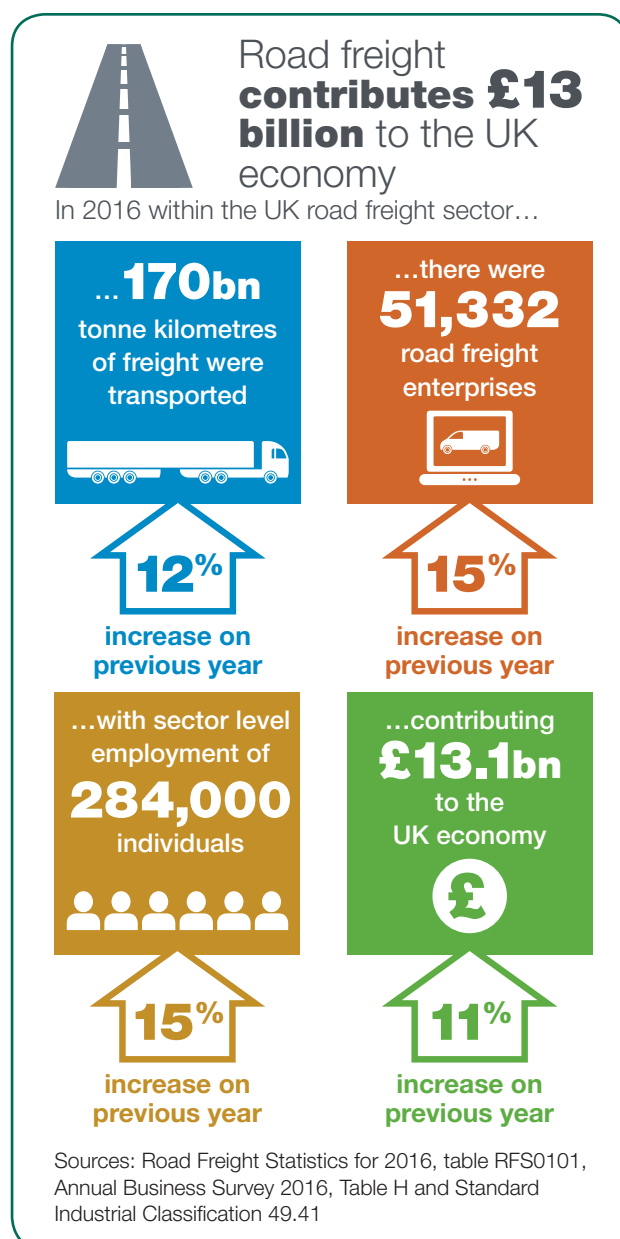 Road freight
contributes £13
billion to the UK
economy
In 2016 within the UK road freight sector…
…170bn
tonne kilometres
of freight were
transported
12%
increase on
previous year
…there were
51,332
road freight
enterprises
15%
increase on
previous year
…with sector level
employment of
284,000
individuals
15%
increase on
previous year
…contributing
£13.1bn
to the
UK economy
£
11%
increase on
previous year
Sources: Road Freight Statistics for 2016, table RFS0101,
Annual Business Survey 2016, Table H and Standard
Industrial Classification 49.41